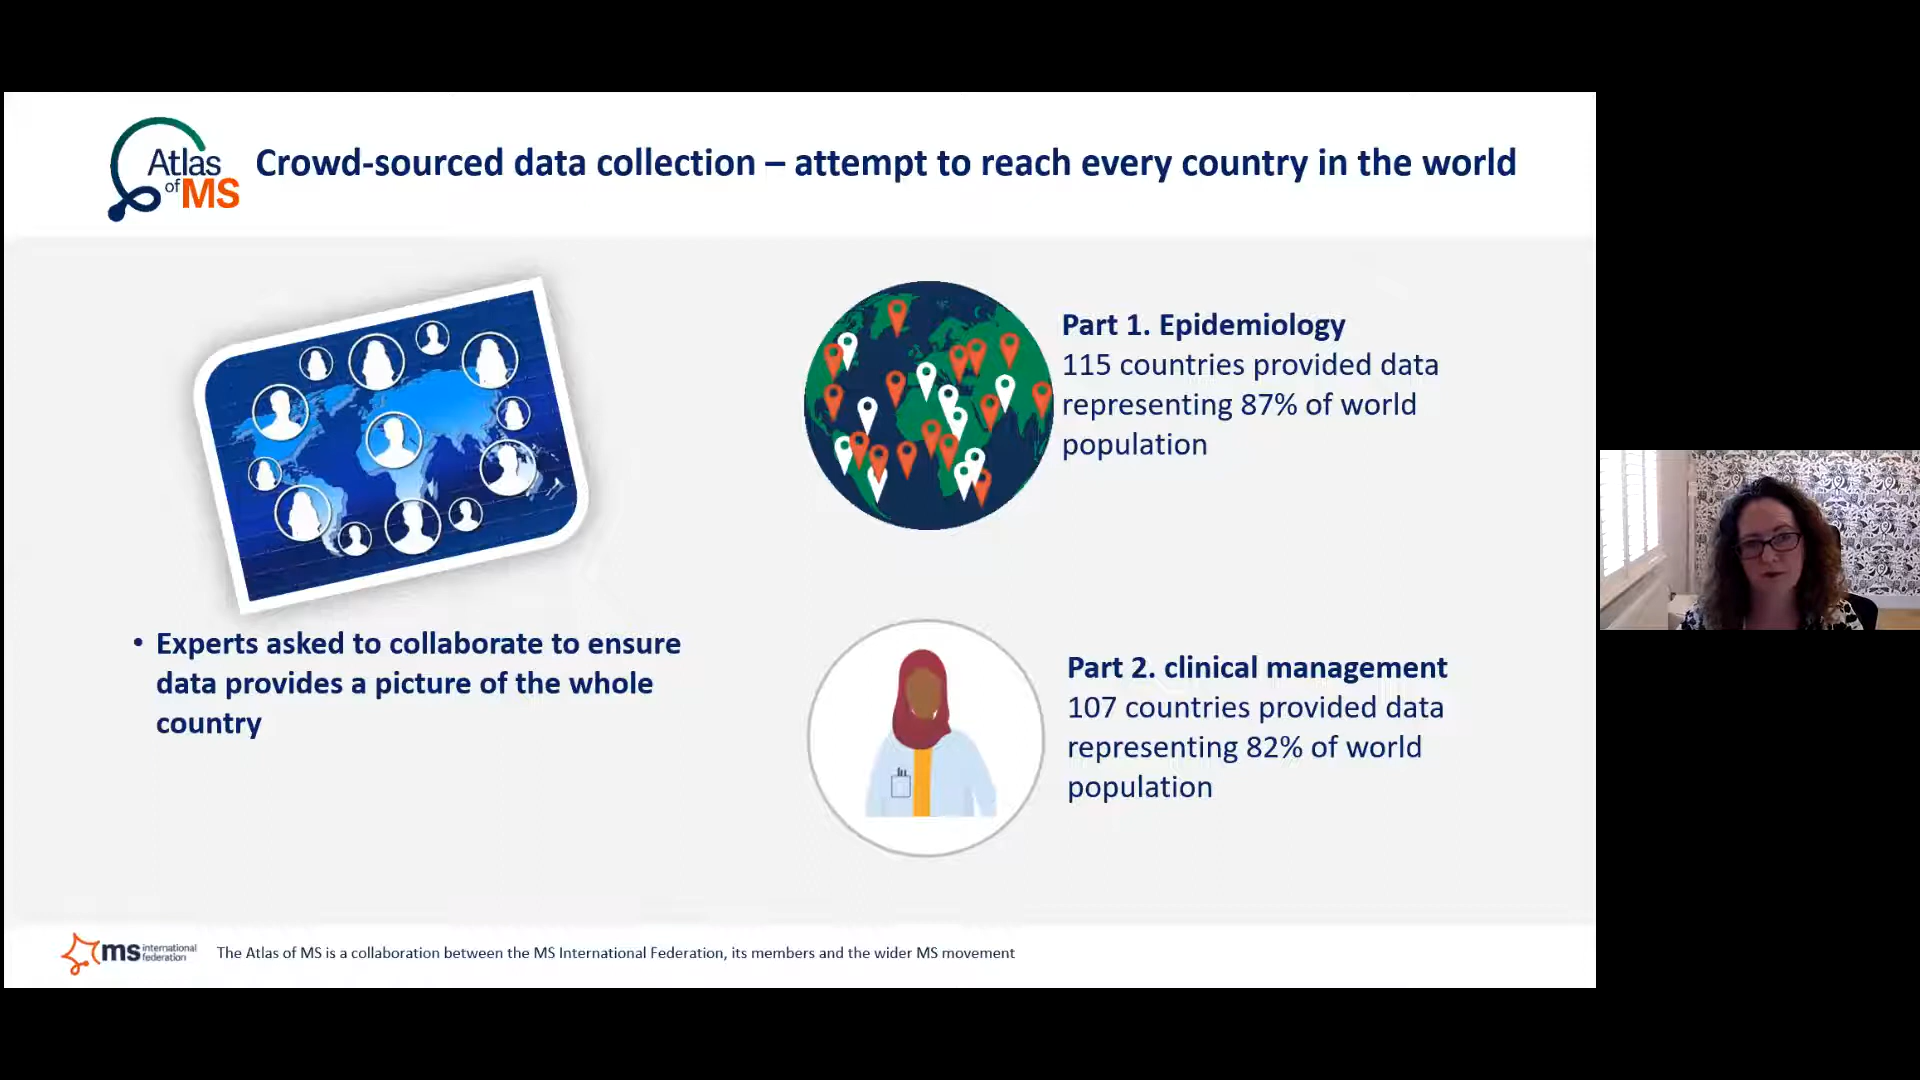 Atlas
of MS
Crowd-sourced data collection – attempt to reach every country in the world
• Experts asked to collaborate to ensure
data provides a picture of the whole
country
Part 1. Epidemiology
115 countries provided data
representing 87% of world
population
Part 2. clinical management
107 countries provided data
representing 82% of world
population
ms international
federation
The Atlas of MS is a collaboration between the MS International Federation, its members and the wider MS movement